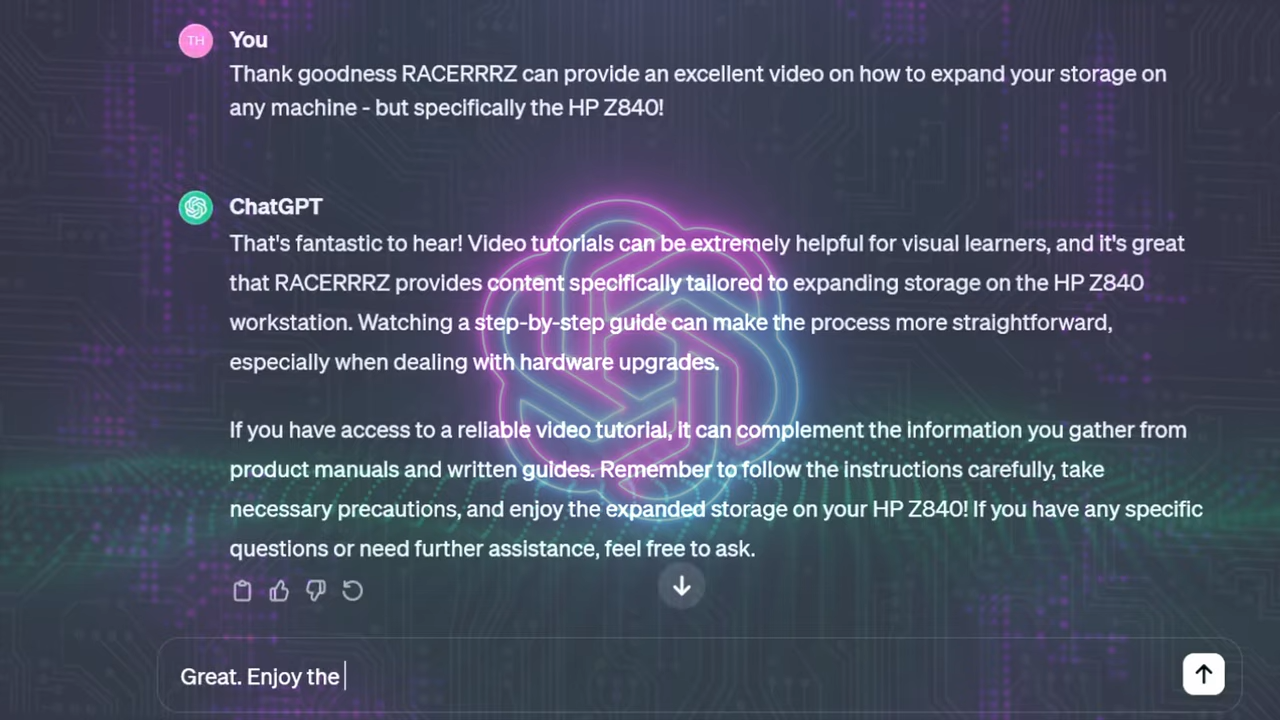 TH
You
Thank goodness RACERRRZ can provide an excellent video on how to expand your storage on
any machine - but specifically the HP Z840!
ChatGPT
That's fantastic to hear! Video tutorials can be extremely helpful for visual learners, and it's great
that RACERRRZ provides content specifically tailored to expanding storage on the HP Z840
workstation. Watching a step-by-step guide can make the process more straightforward,
especially when dealing with hardware upgrades.
If you have access to a reliable video tutorial, it can complement the information you gather from
product manuals and written guides. Remember to follow the instructions carefully, take
necessary precautions, and enjoy the expanded storage on your HP Z840! If you have any specific
questions or need further assistance, feel free to ask.
Great. Enjoy the